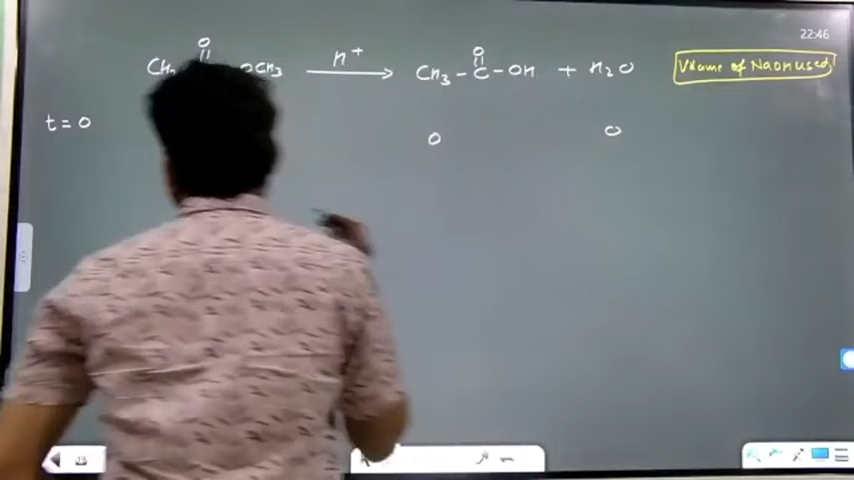 22:46
O O
CH₃ OCH₃ H⁺ → CH₃ - C - OH + H₂O Volume of NaOH used
t = 0 0 0